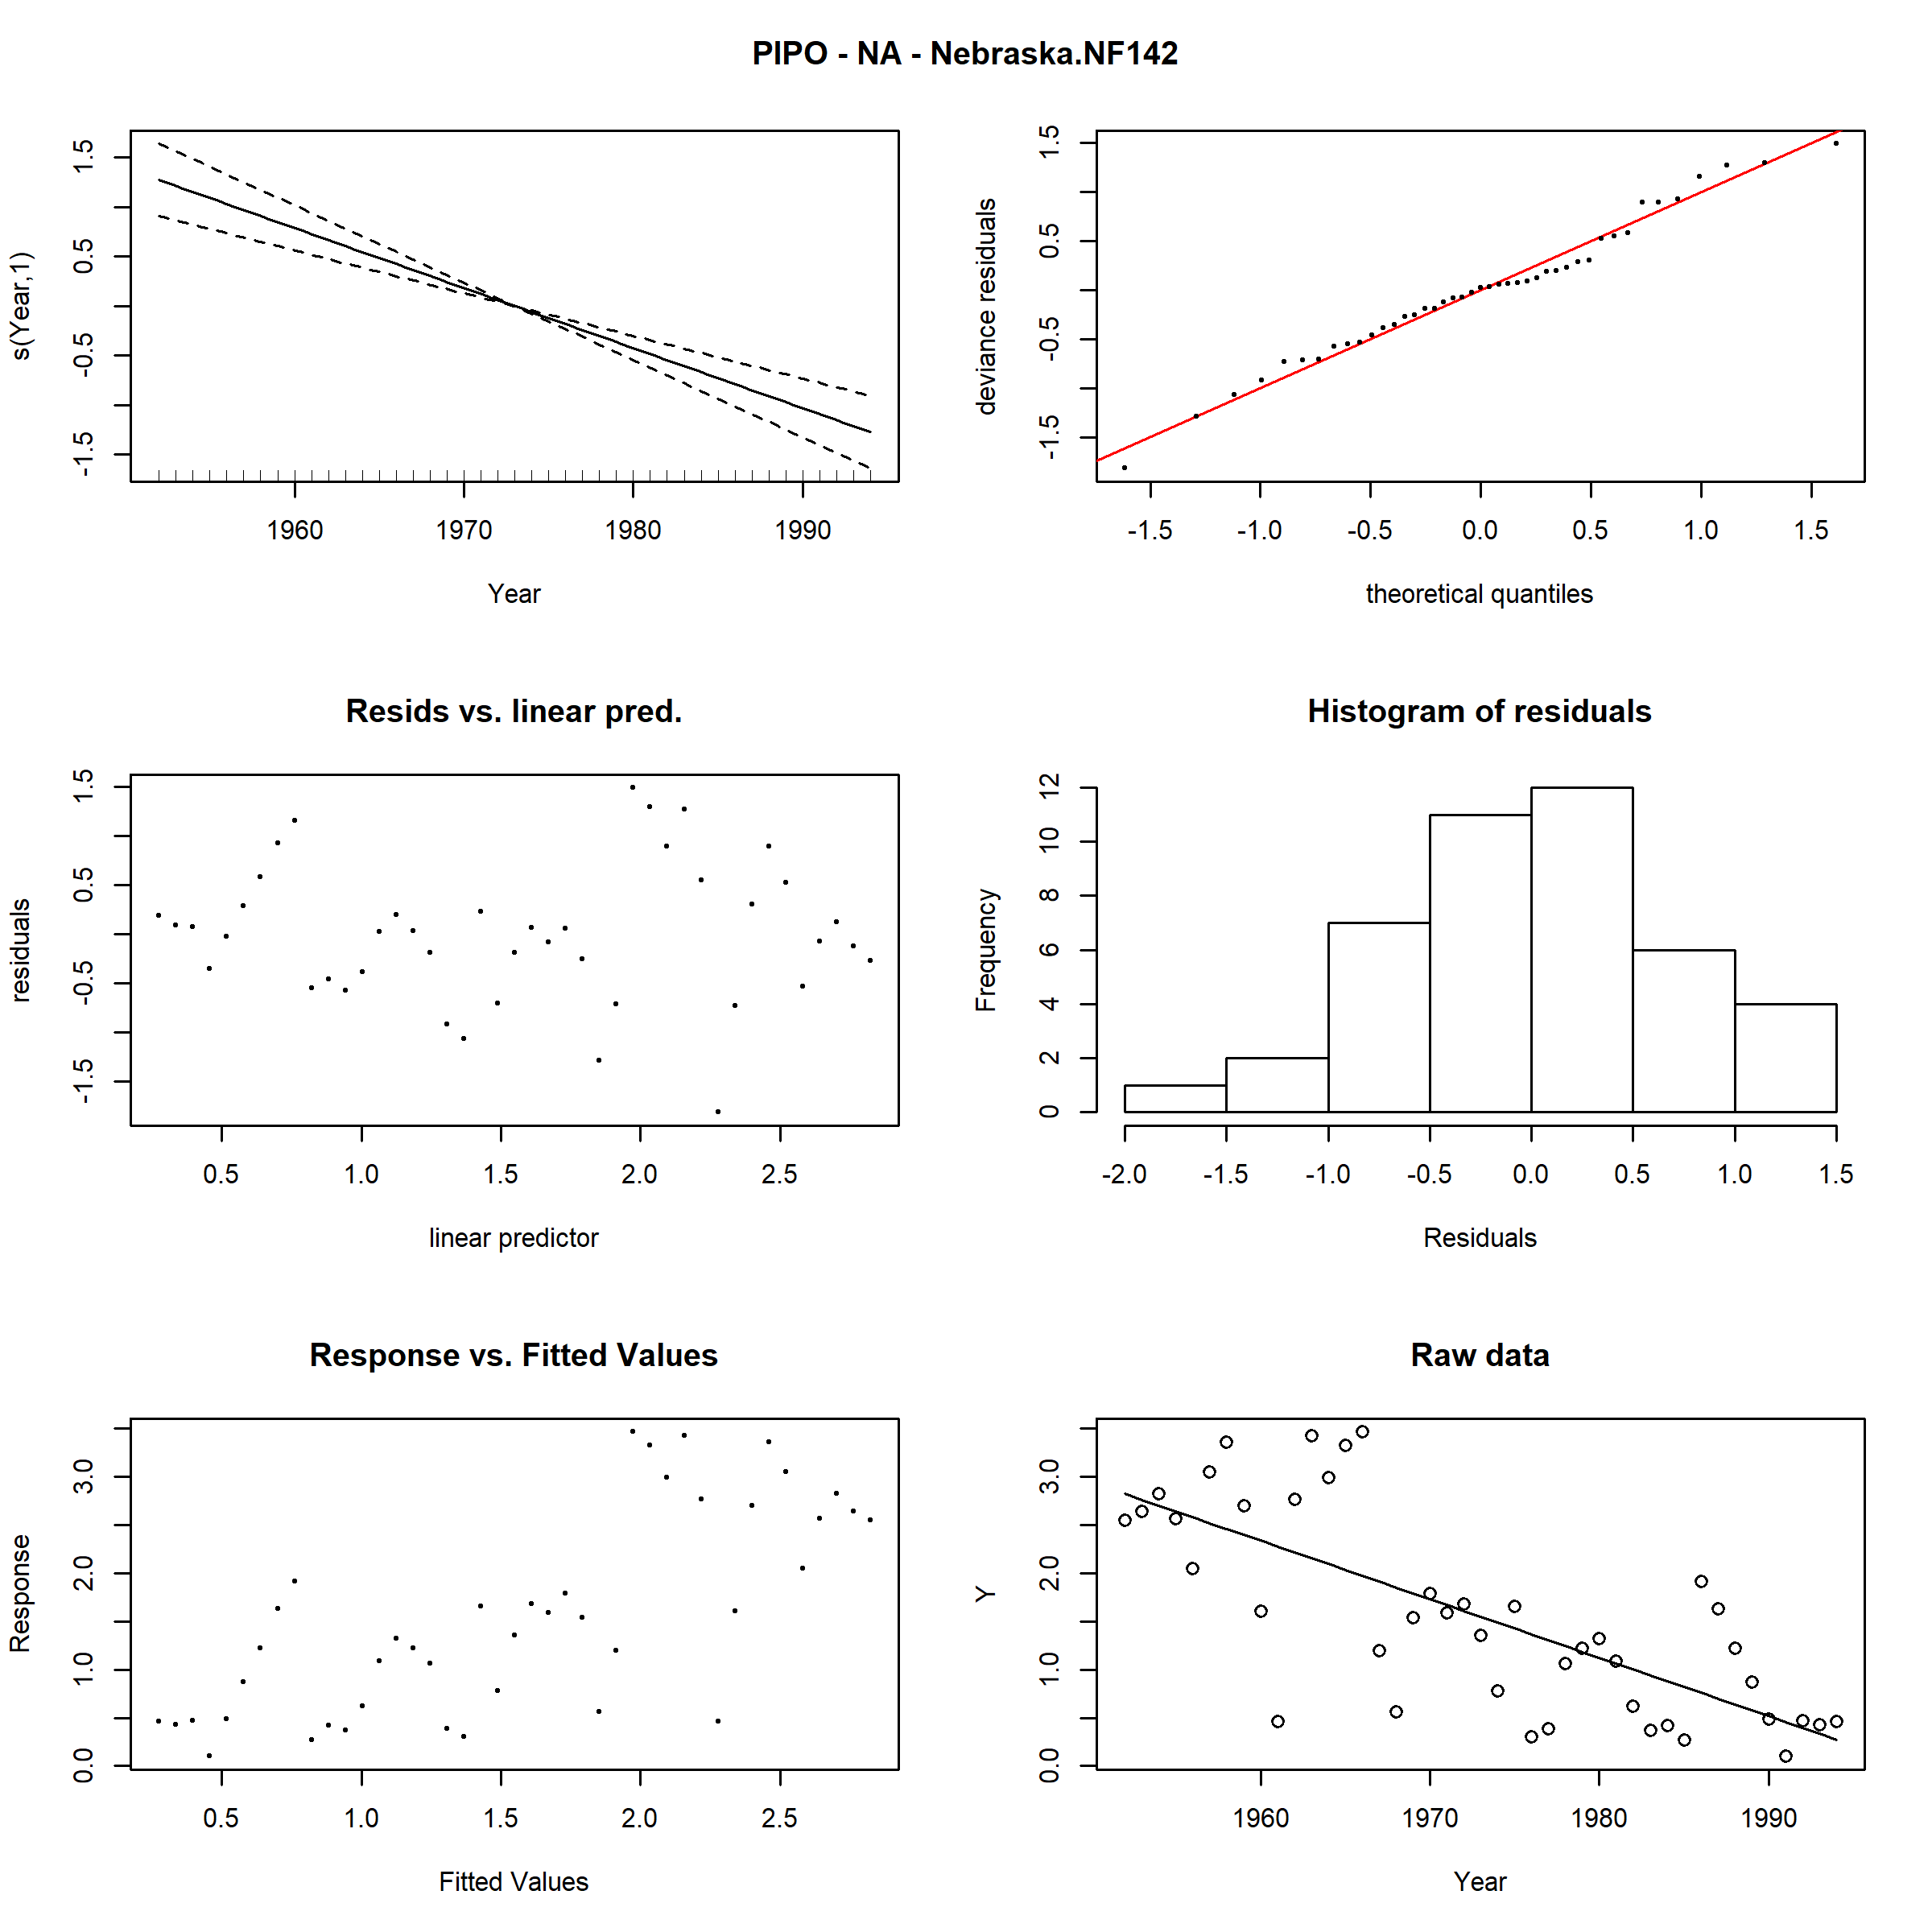 PIPO - NA - Nebraska.NF142
s(Year,1)
-1.5 -0.5 0.5 1.5
1960 1970 1980 1990
Year
deviance residuals
-1.5 -0.5 0.5 1.5
-1.5 -1.0 -0.5 0.0 0.5 1.0 1.5
theoretical quantiles
Resids vs. linear pred.
residuals
-1.5 -0.5 0.5 1.5
0.5 1.0 1.5 2.0 2.5
linear predictor
Histogram of residuals
Frequency
0 2 4 6 8 10 12
-2.0 -1.5 -1.0 -0.5 0.0 0.5 1.0 1.5
Residuals
Response vs. Fitted Values
Response
0.0 1.0 2.0 3.0
0.5 1.0 1.5 2.0 2.5
Fitted Values
Raw data
Y
0.0 1.0 2.0 3.0
1960 1970 1980 1990
Year